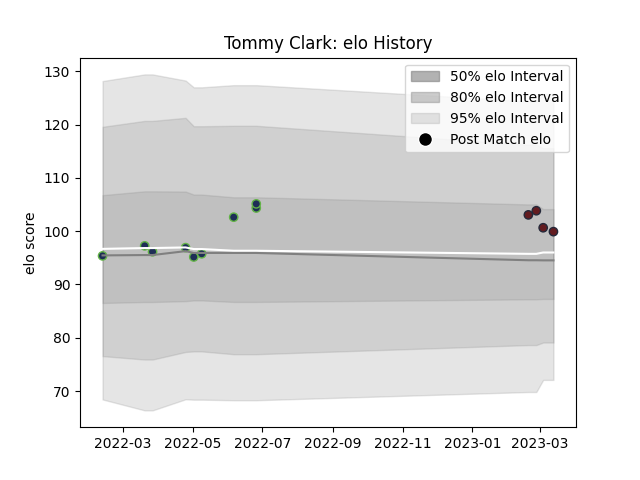 Tommy Clark: elo History
50% elo Interval
80% elo Interval
95% elo Interval
Post Match elo
elo score
130
120
110
100
90
80
70
2022-03 2022-05 2022-07 2022-09 2022-11 2023-01 2023-03